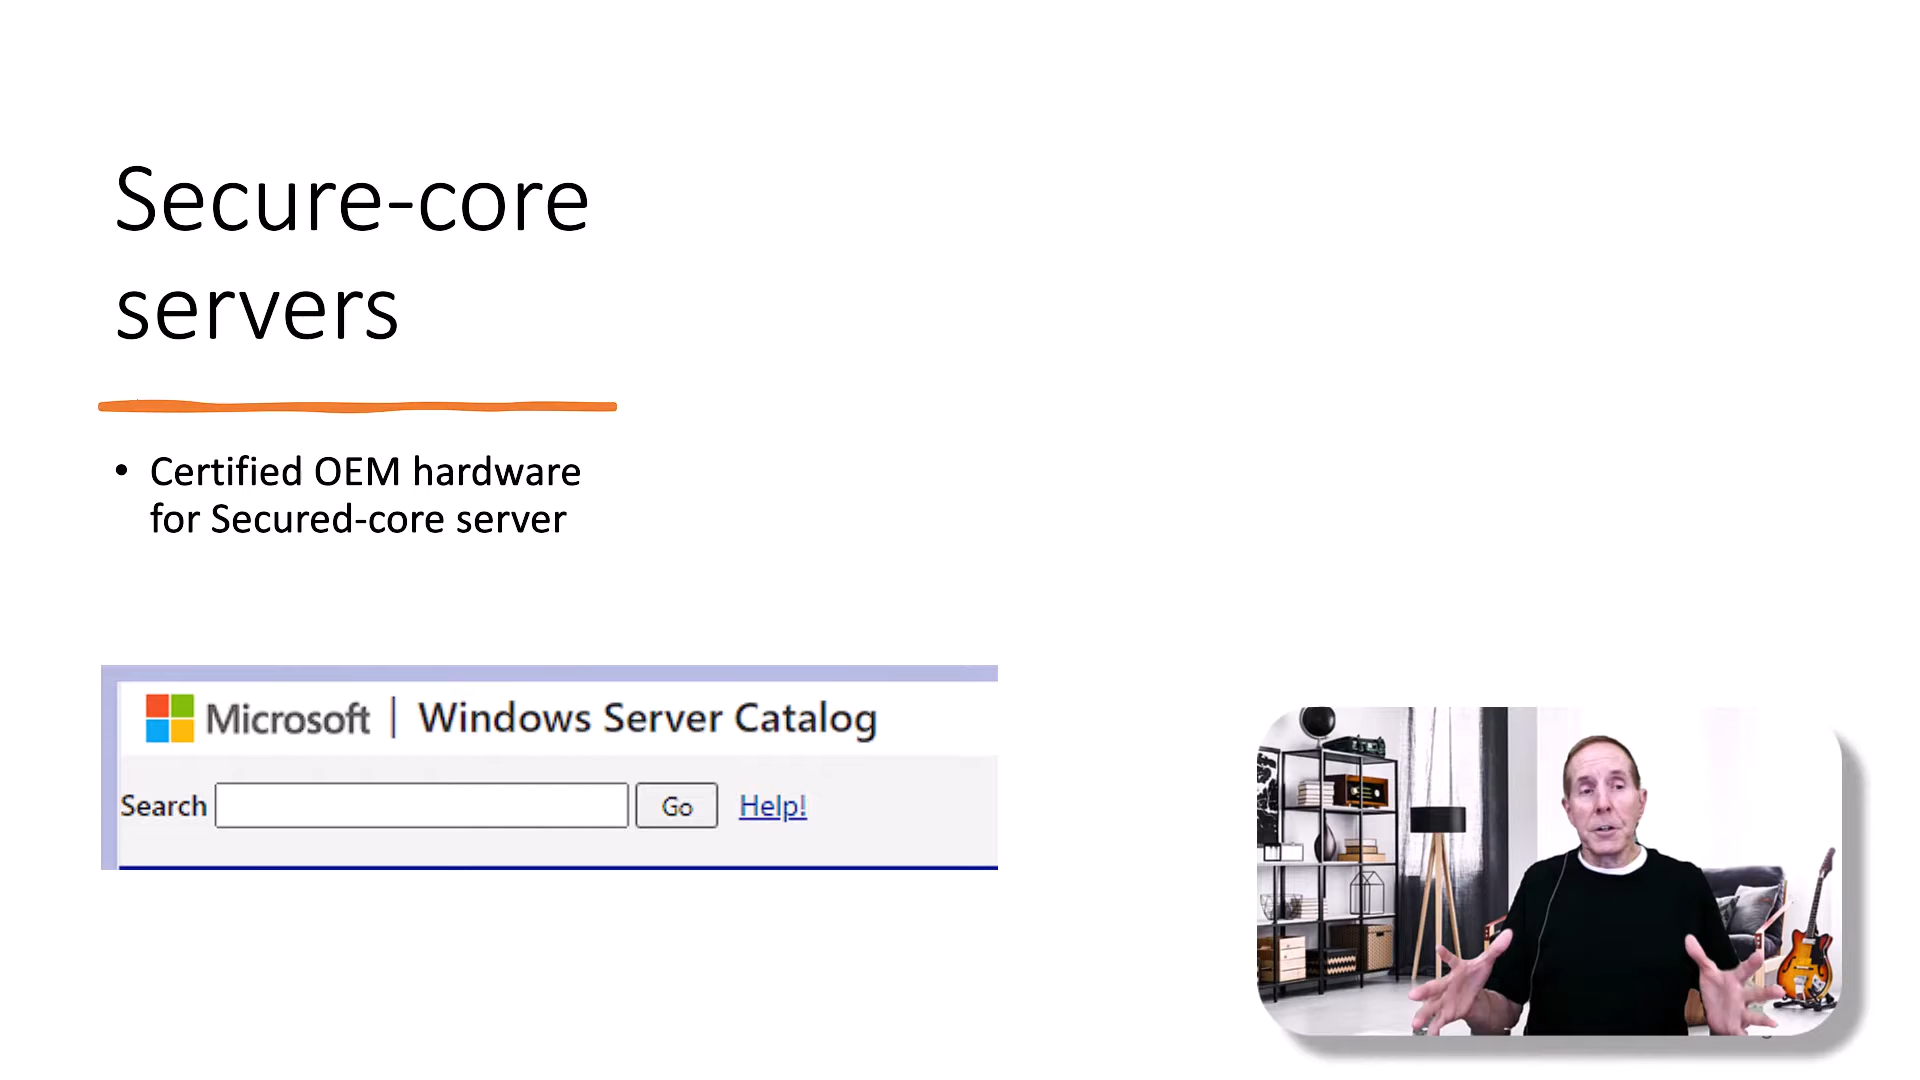 Secure-core
servers
• Certified OEM hardware
for Secured-core server
Microsoft | Windows Server Catalog
Search Go Help!